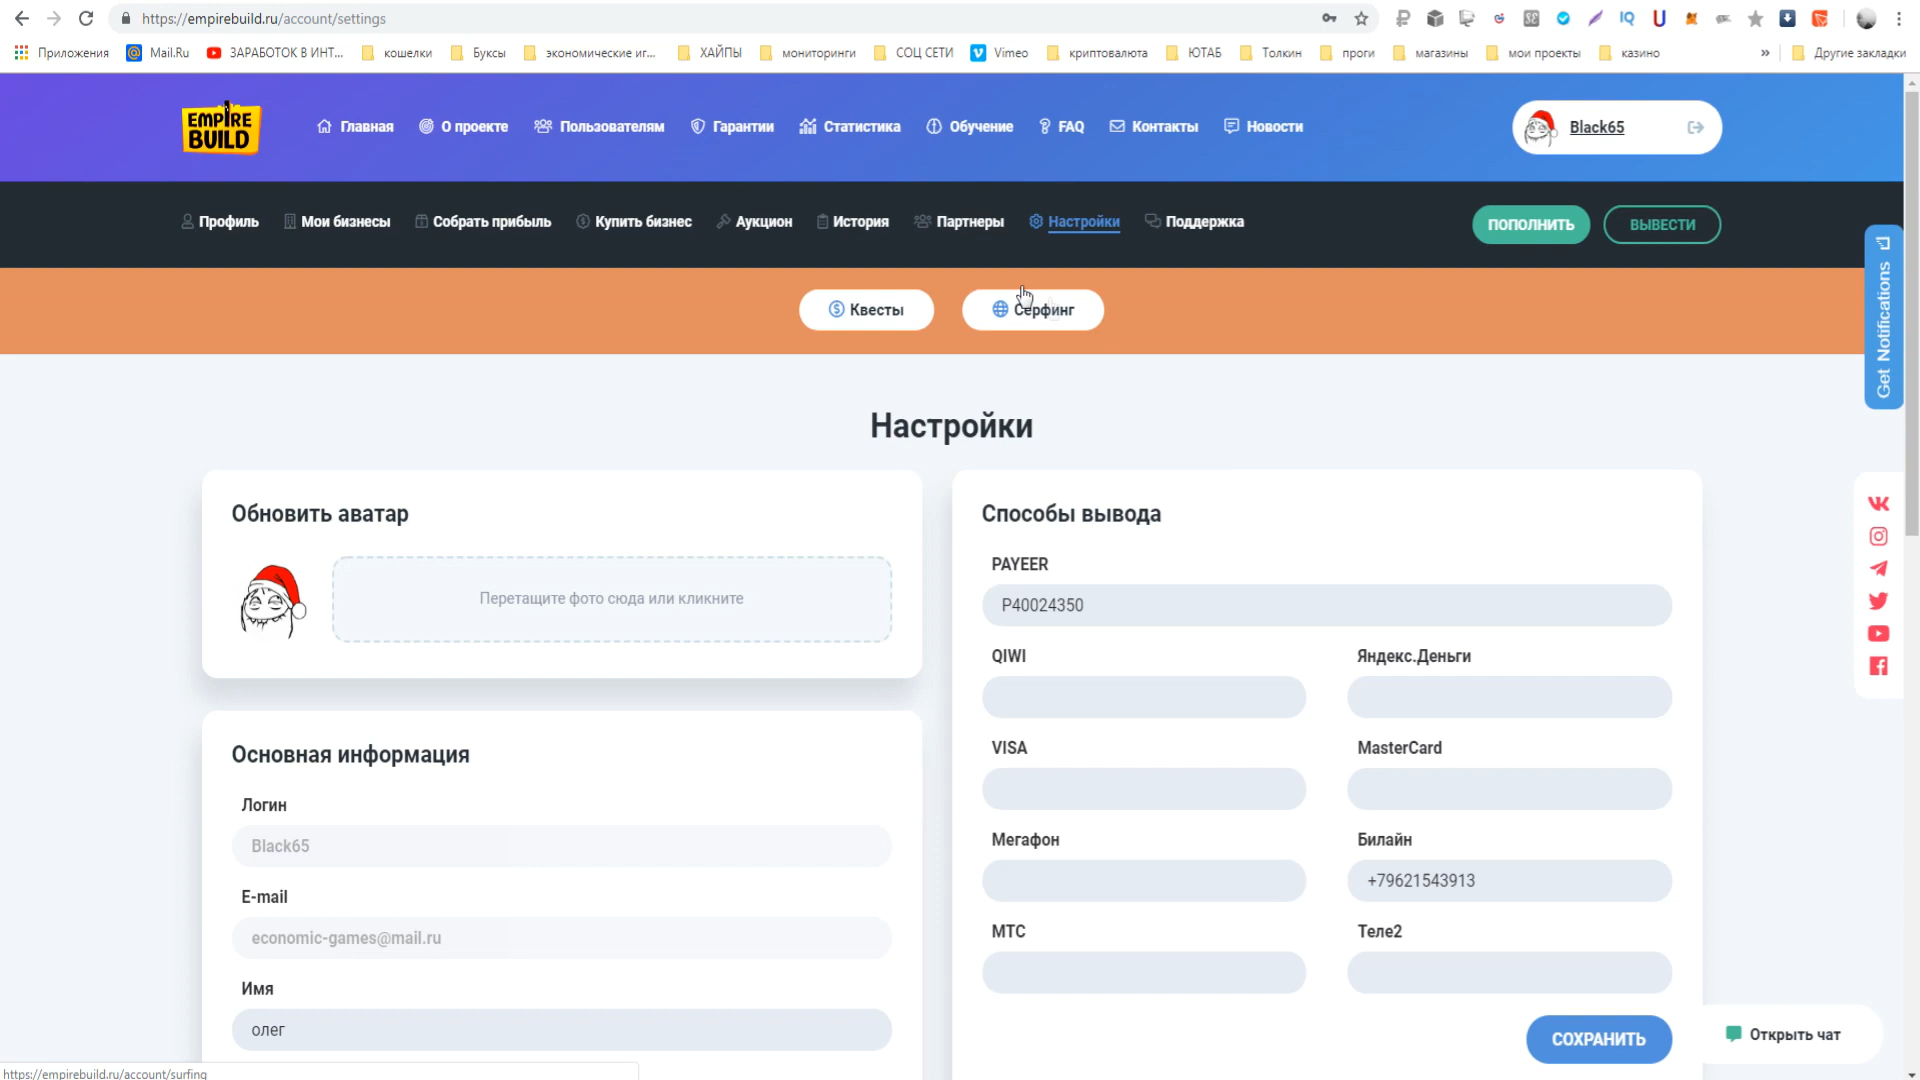 https://empirebuild.ru/account/settings
Приложения Mail.Ru ЗАРАБОТОК В ИНТ... кошелки Буксы экономические иг... ХАЙПЫ мониторинги СОЦ СЕТИ Vimeo криптовалюта ЮТАБ Толкин проги магазины мои проекты казино » Другие закладки
EMPIRE
BUILD
Главная О проекте Пользователям Гарантии Статистика Обучение FAQ Контакты Новости
Black65
Профиль Мои бизнесы Собрать прибыль Купить бизнес Аукцион История Партнеры Настройки Поддержка
ПОПОЛНИТЬ ВЫВЕСТИ
Квесты Серфинг
Get Notifications
Настройки
Обновить аватар
Перетащите фото сюда или кликните
Основная информация
Логин
Black65
E-mail
economic-games@mail.ru
Имя
олег
Способы вывода
PAYEER
P40024350
QIWI Яндекс.Деньги
VISA MasterCard
Мегафон Билайн
+79621543913
МТС Теле2
СОХРАНИТЬ
Открыть чат
https://empirebuild.ru/account/surfing